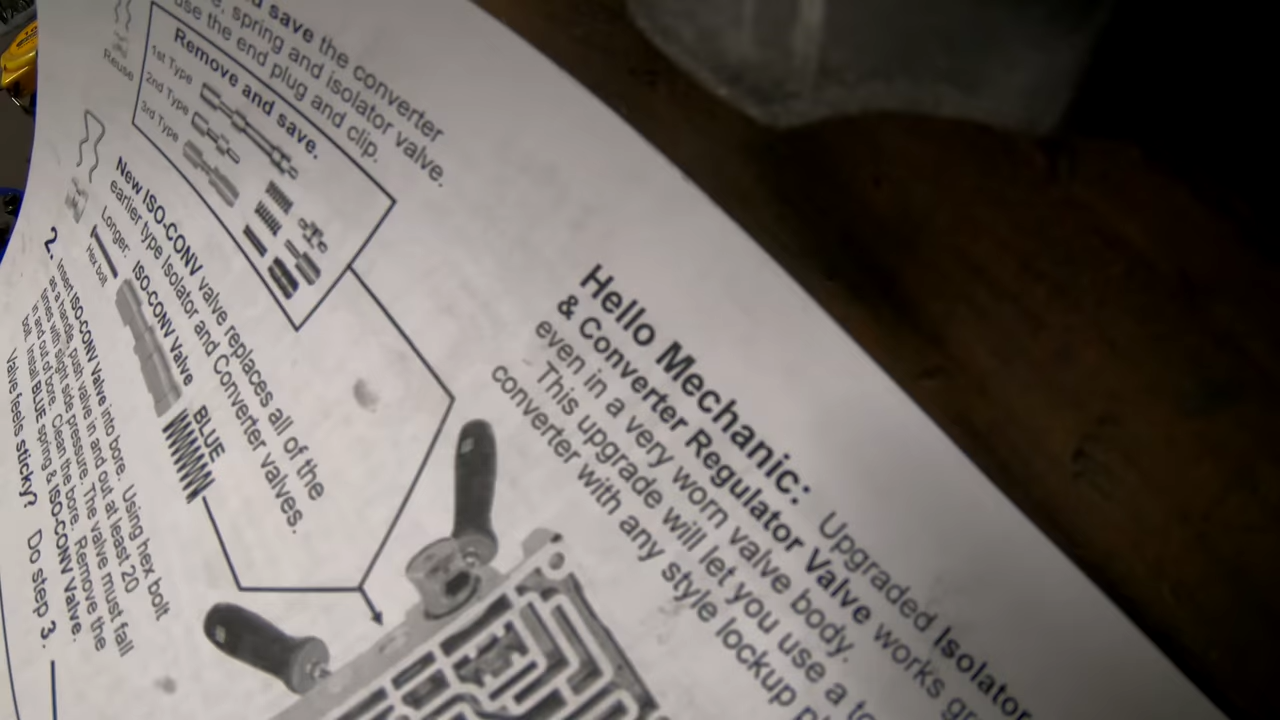 d save the converter
e, spring and isolator valve.
use the end plug and clip.
Remove and save.
1st Type
2nd Type
3rd Type
Reuse
New ISO-CONV valve replaces all of the
earlier type Isolator and Converter valves.
Longer: ISO-CONV Valve
BLUE
Hex bolt
2. Insert ISO-CONV Valve into bore. Using hex bolt
as a handle, push valve in and out at least 20
times with slight side pressure. The valve must fall
in and out of bore. Clean the bore. Remove the
bolt. Install BLUE spring & ISO-CONV Valve.
Valve feels sticky? Do step 3.
Hello Mechanic: Upgraded Isolator
& Converter Regulator Valve works gr
even in a very worn valve body.
This upgrade will let you use a to
converter with any style lockup pi